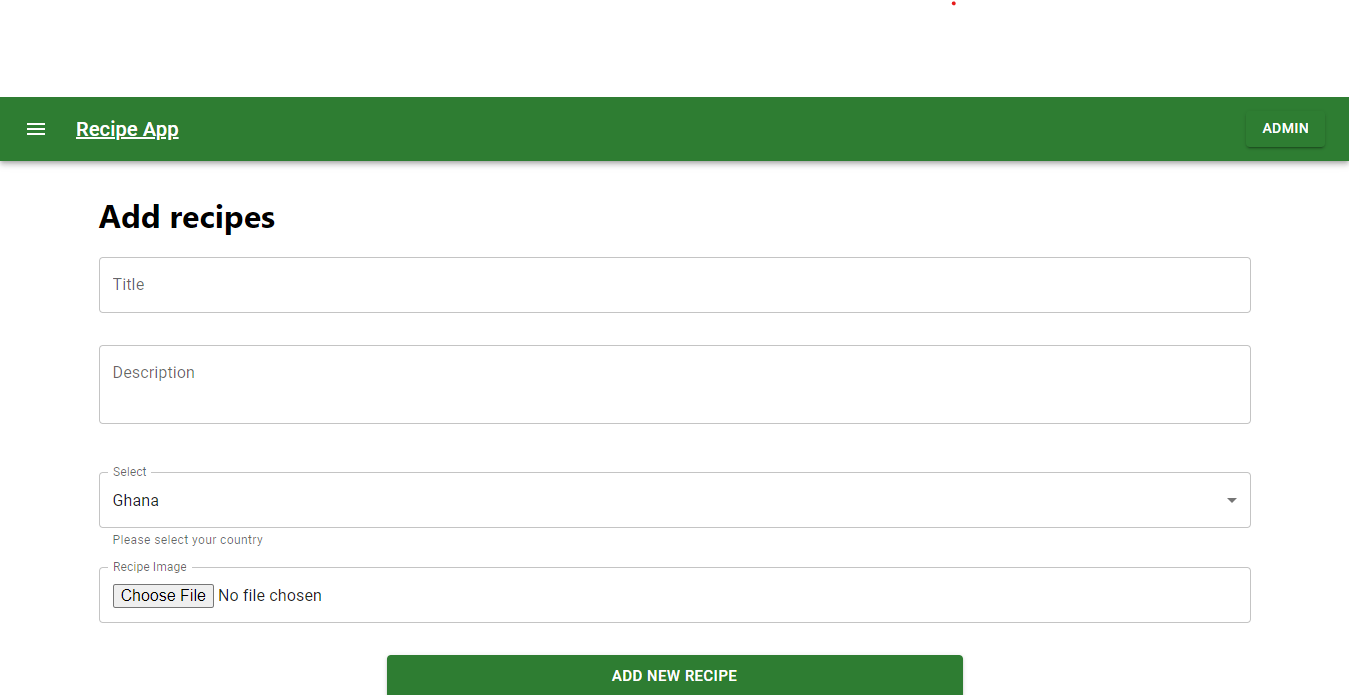 Recipe App
ADMIN
Add recipes
Title
Description
Select
Ghana
Please select your country
Recipe Image
Choose File No file chosen
ADD NEW RECIPE